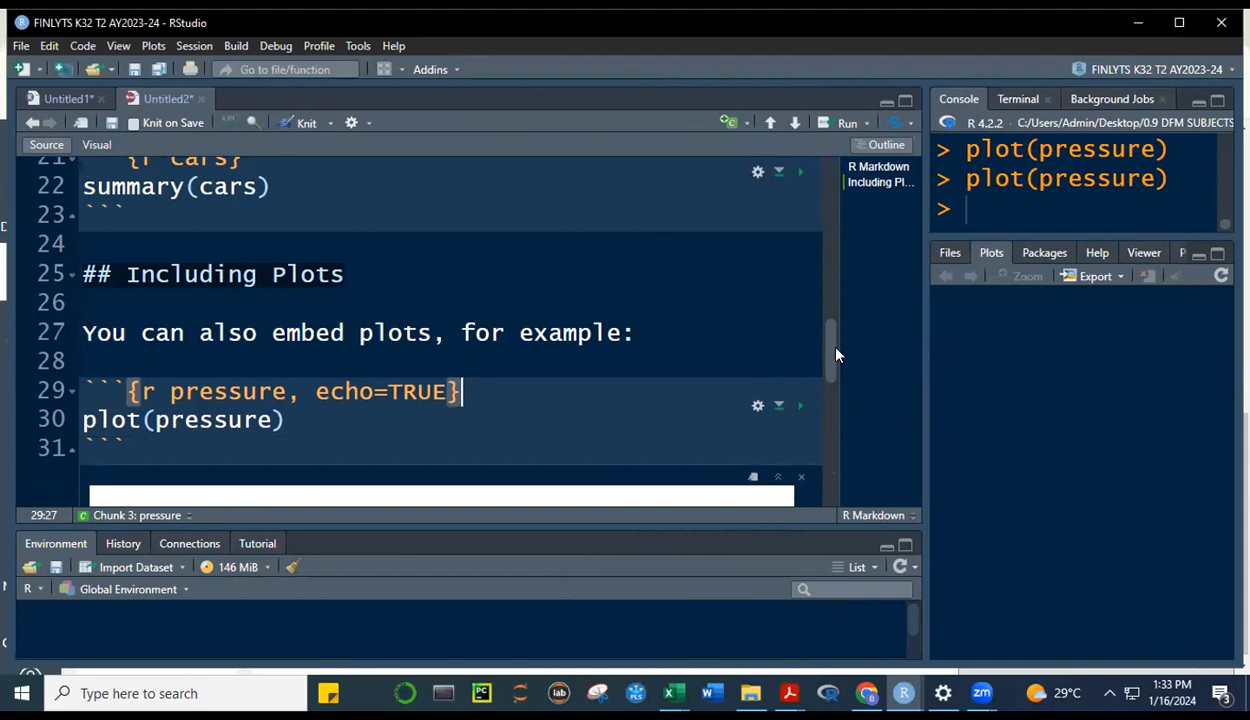 FINLYTS K32 T2 AY2023-24 - RStudio
File Edit Code View Plots Session Build Debug Profile Tools Help
Go to file/function Addins FINLYTS K32 T2 AY2023-24
Untitled1* Untitled2*
Knit on Save Knit Run
Source Visual Outline
21 ```{r cars}
22 summary(cars)
23 ```
24
25 ## Including Plots
26
27 You can also embed plots, for example:
28
29 ```{r pressure, echo=TRUE}
30 plot(pressure)
31 ```
29:27 Chunk 3: pressure R Markdown
R Markdown
Including Pl...
Environment History Connections Tutorial
Import Dataset 146 MiB List
R Global Environment
Console Terminal Background Jobs
R 4.2.2 · C:/Users/Admin/Desktop/0.9 DFM SUBJECTS
> plot(pressure)
> plot(pressure)
>
Files Plots Packages Help Viewer P
Zoom Export
Type here to search
PC
lab
PLS
29°C
1:33 PM
1/16/2024
3